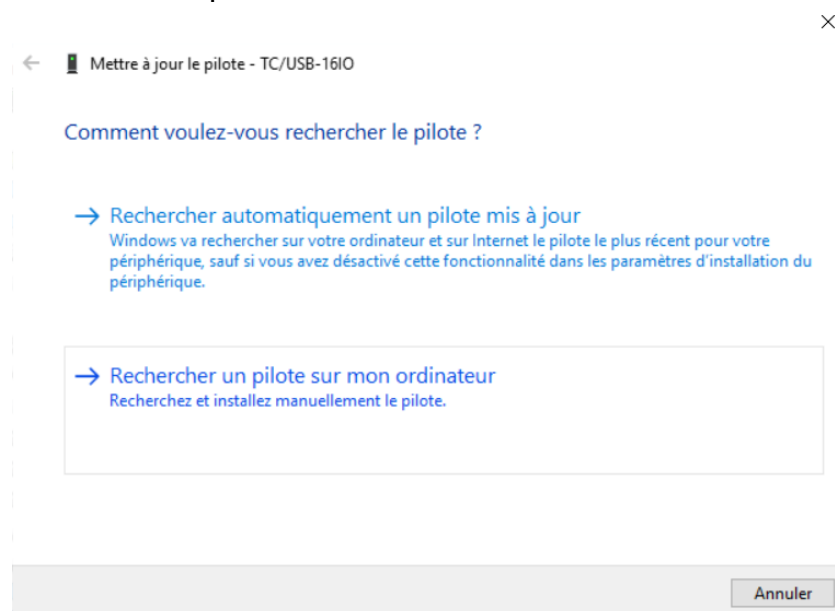 Mettre à jour le pilote - TC/USB-16IO
Comment voulez-vous rechercher le pilote ?
Rechercher automatiquement un pilote mis à jour
Windows va rechercher sur votre ordinateur et sur Internet le pilote le plus récent pour votre
périphérique, sauf si vous avez désactivé cette fonctionnalité dans les paramètres d'installation du
périphérique.
Rechercher un pilote sur mon ordinateur
Recherchez et installez manuellement le pilote.
Annuler